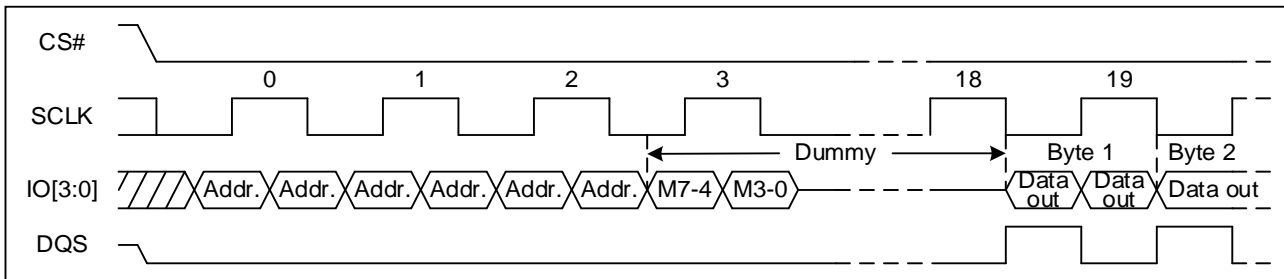 CS#
0 1 2 3 18 19
SCLK
Dummy Byte 1 Byte 2
IO[3:0] Addr. Addr. Addr. Addr. Addr. Addr. M7-4 M3-0 Data out Data out Data out
DQS